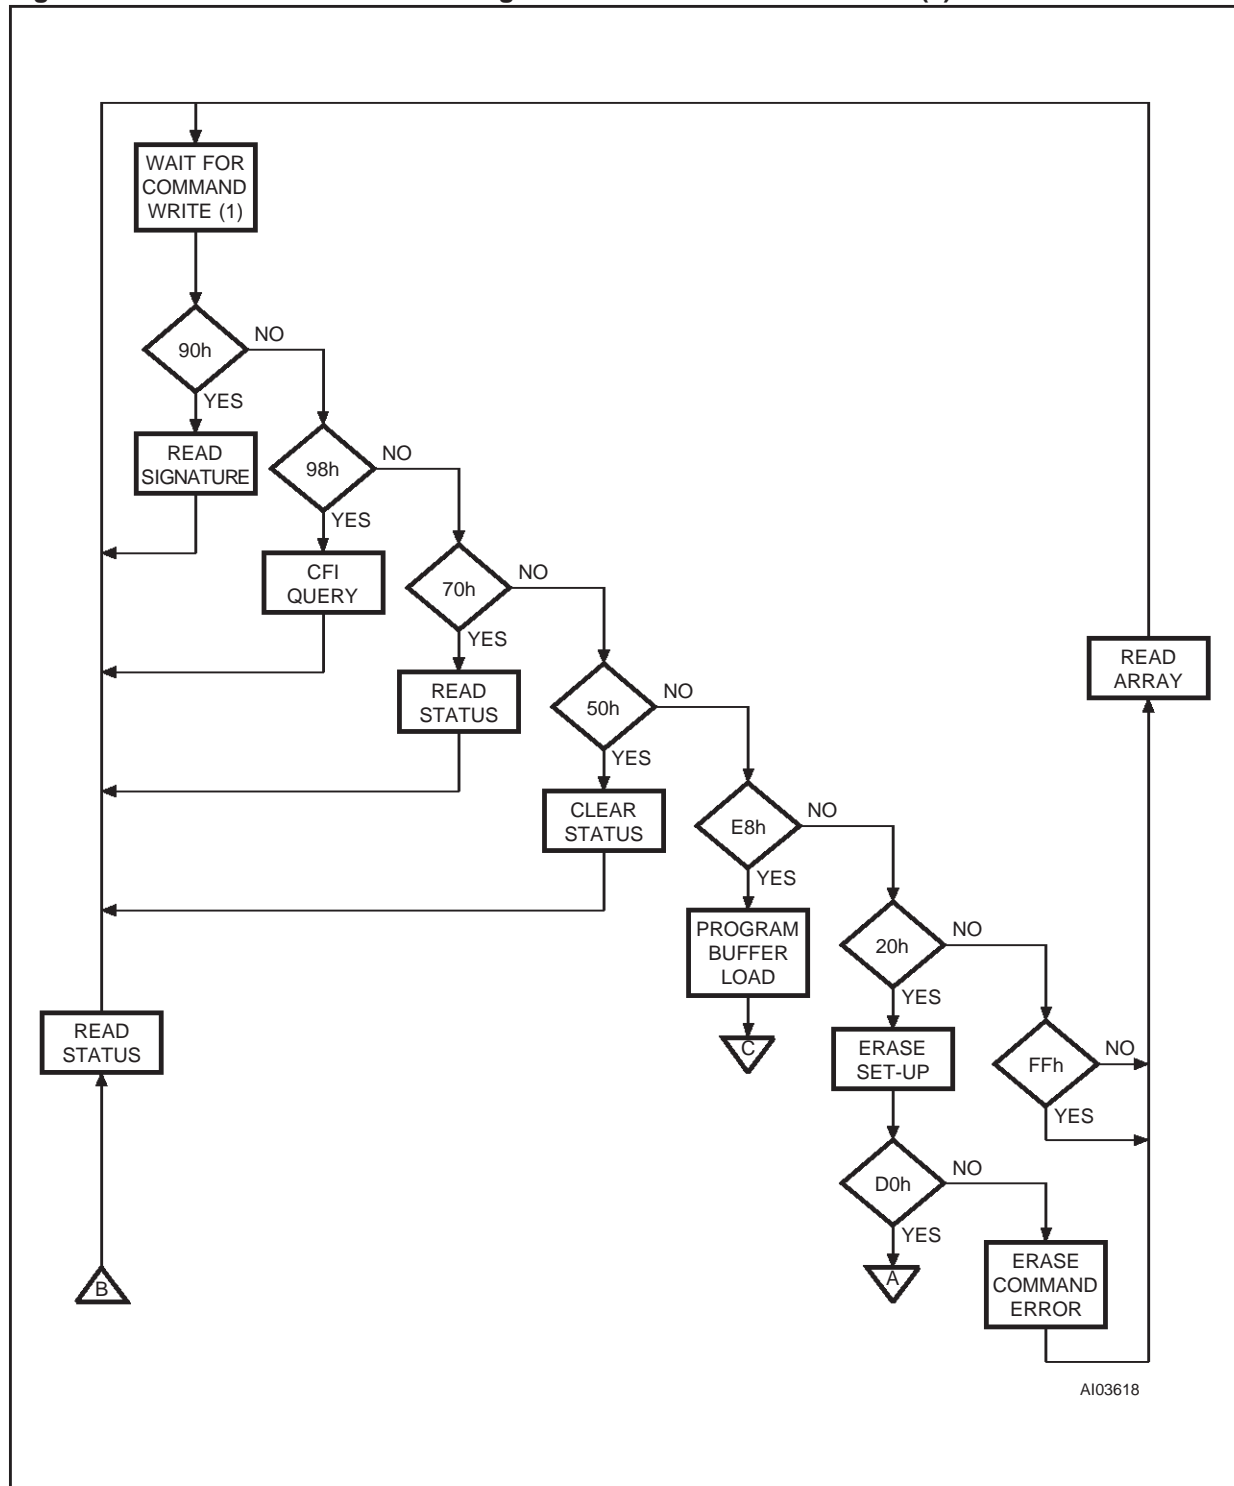 WAIT FOR
COMMAND
WRITE (1)
90h
NO
YES
READ
SIGNATURE
98h
NO
YES
CFI
QUERY
70h
NO
YES
READ
STATUS
50h
NO
YES
CLEAR
STATUS
READ
ARRAY
E8h
NO
YES
PROGRAM
BUFFER
LOAD
C
20h
NO
YES
ERASE
SET-UP
FFh
NO
YES
READ
STATUS
B
D0h
NO
YES
A
ERASE
COMMAND
ERROR
AI03618